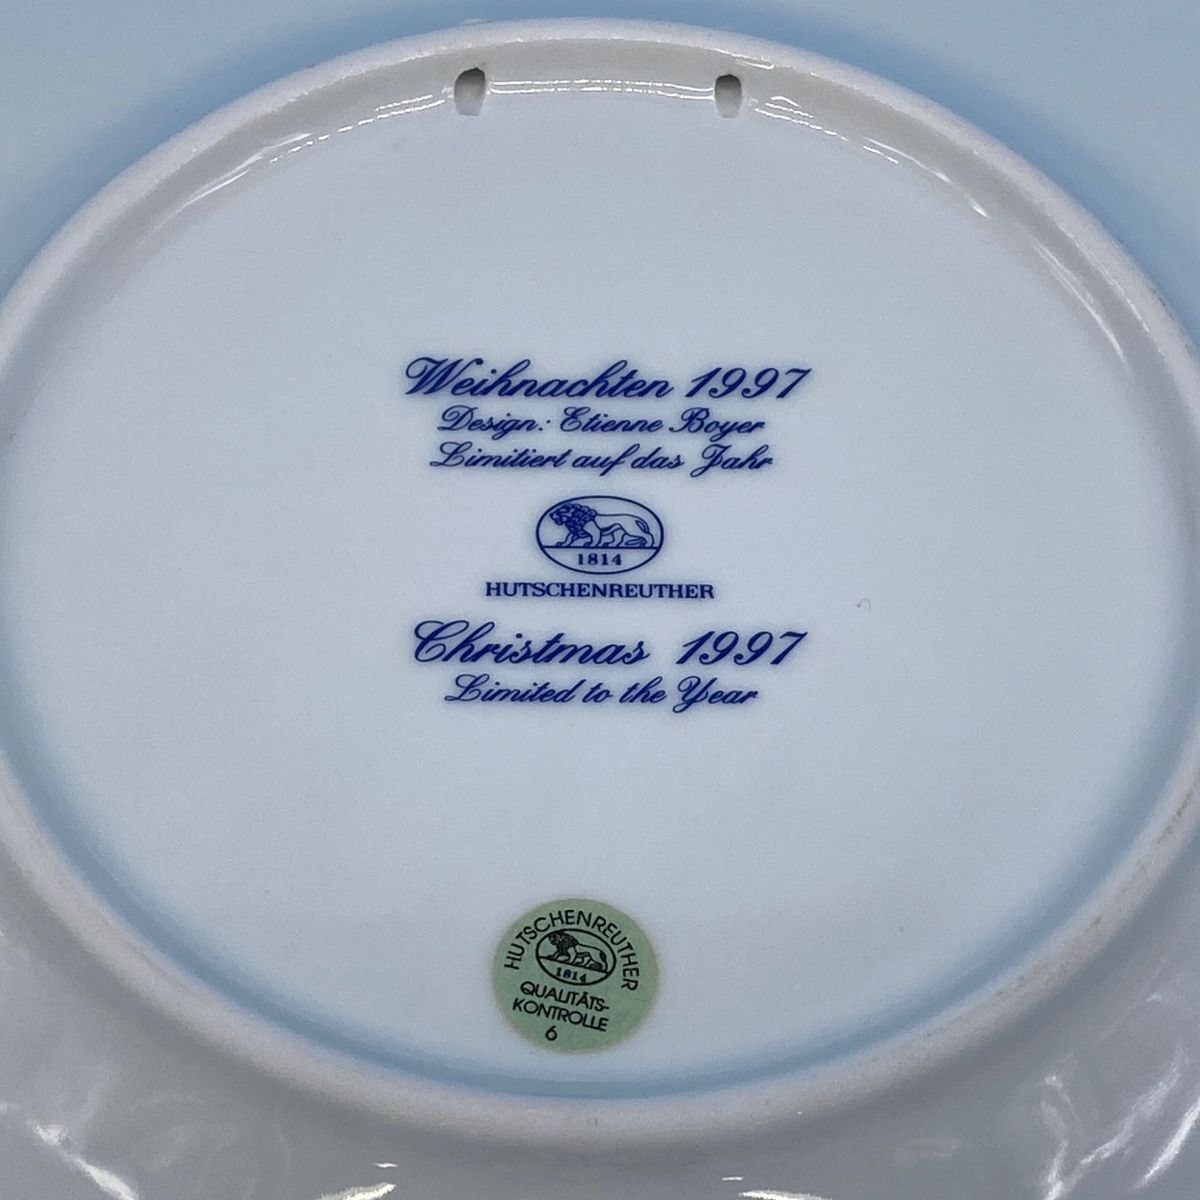 Weihnachten 1997
Design: Etienne Boyer
Limitiert auf das Jahr
1814
HUTSCHENREUTHER
Christmas 1997
Limited to the Year
HUTSCHENREUTHER
1814
QUALITÄTS-
KONTROLLE
6